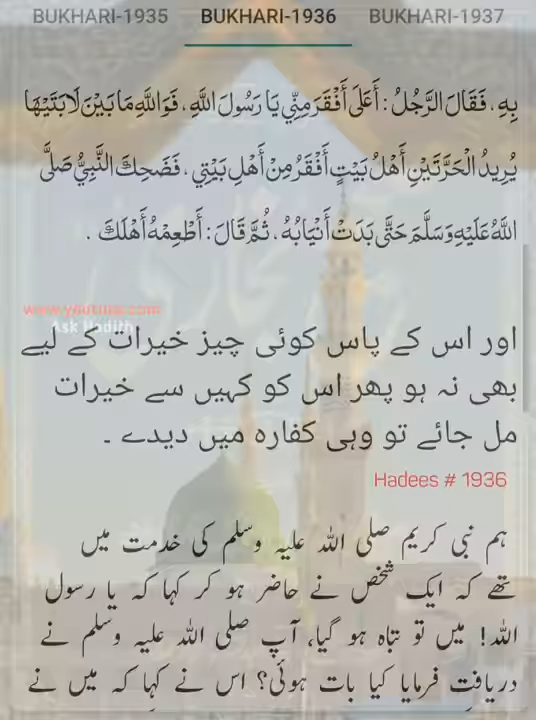 BUKHARI-1935 BUKHARI-1936 BUKHARI-1937
بِهِ ، فَقَالَ الرَّجُلُ : أَعَلَى أَفْقَرَ مِنِّي يَا رَسُولَ اللَّهِ ، فَوَاللَّهِ مَا بَيْنَ لَابَتَيْهَا
يُرِيدُ الْحَرَّتَيْنِ أَهْلُ بَيْتٍ أَفْقَرُ مِنْ أَهْلِ بَيْتِي ، فَضَحِكَ النَّبِيُّ صَلَّى
اللَّهُ عَلَيْهِ وَسَلَّمَ حَتَّى بَدَتْ أَنْيَابُهُ ، ثُمَّ قَالَ : أَطْعِمْهُ أَهْلَكَ .
Ask Hadith
اور اس کے پاس کوئی چیز خیرات کے لیے
بھی نہ ہو پھر اس کو کہیں سے خیرات
مل جائے تو وہی کفارہ میں دیدے ۔
Hadees # 1936
ہم نبی کریم صلی اللہ علیہ وسلم کی خدمت میں
تھے کہ ایک شخص نے حاضر ہو کر کہا کہ یا رسول
اللہ! میں تو تباہ ہو گیا، آپ صلی اللہ علیہ وسلم نے
دریافت فرمایا کیا بات ہوئی؟ اس نے کہا کہ میں نے